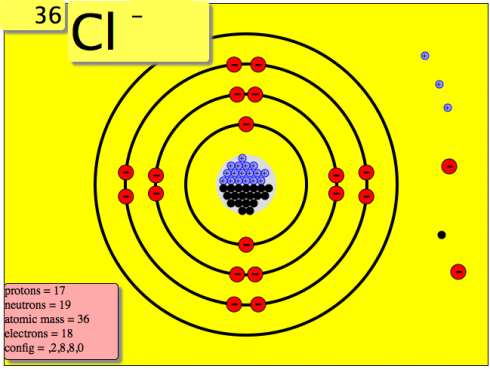 36
Cl −
protons = 17
neutrons = 19
atomic mass = 36
electrons = 18
config = ,2,8,8,0